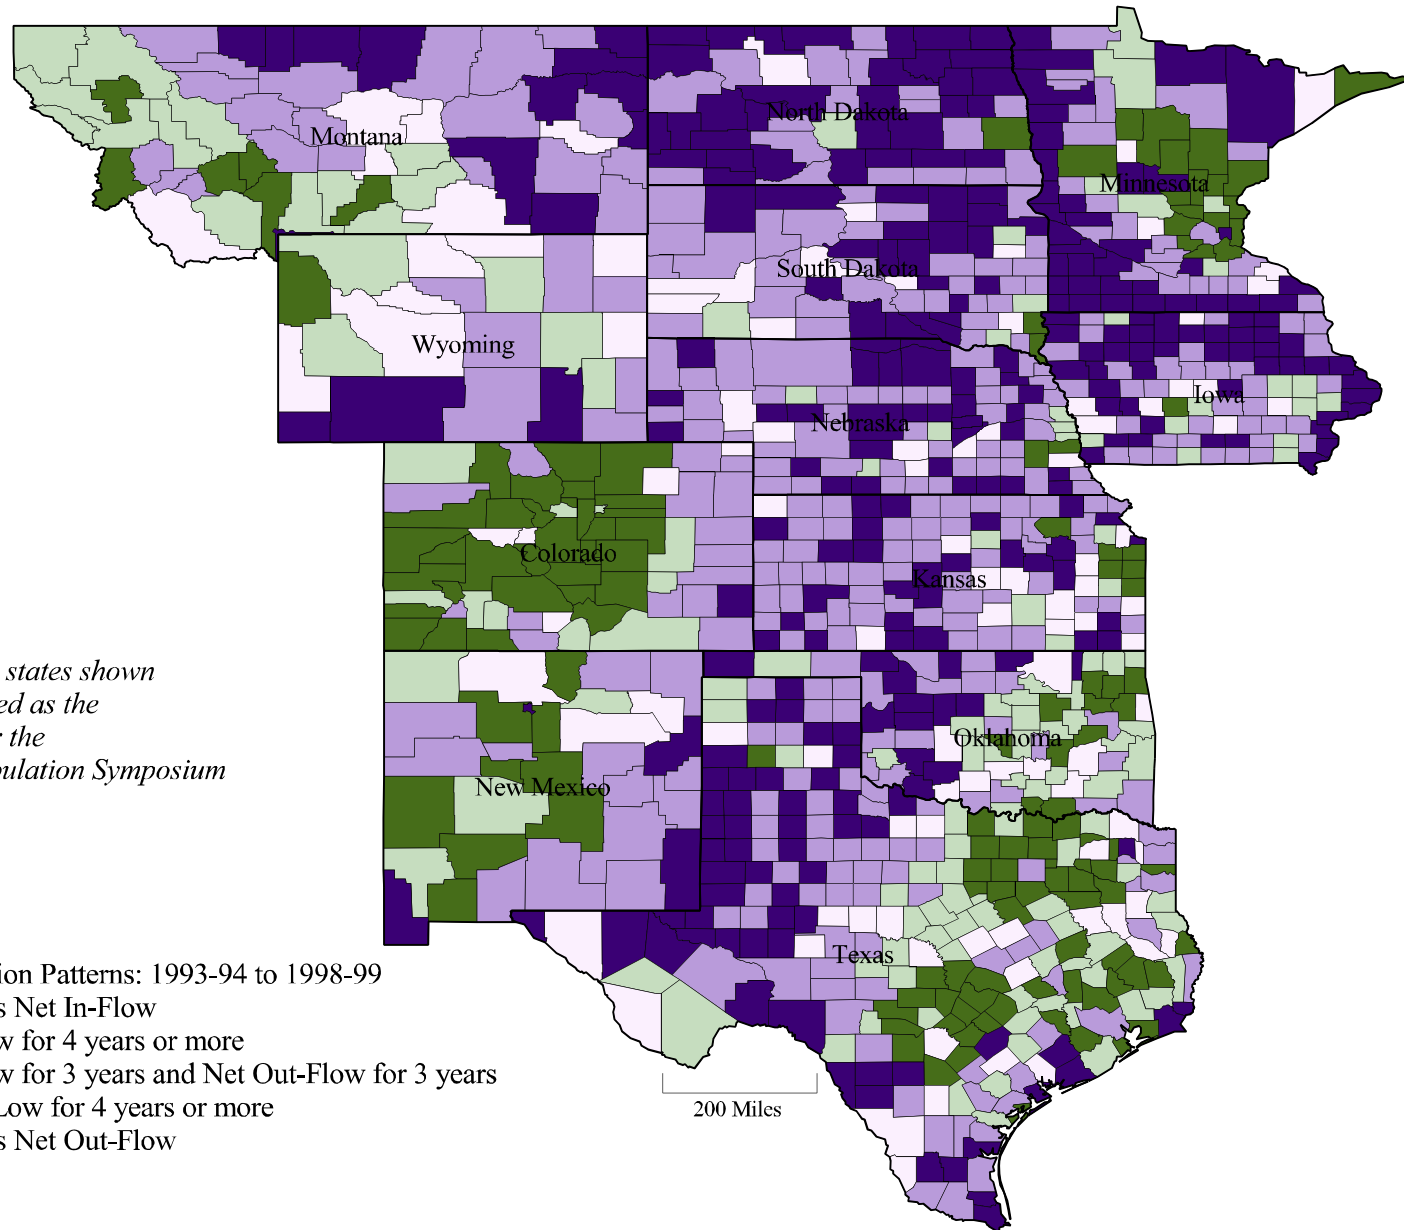 Montana
North Dakota
Minnesota
South Dakota
Wyoming
Iowa
Nebraska
Colorado
Kansas
states shown
ed as the
the
pulation Symposium
Oklahoma
New Mexico
Texas
ion Patterns: 1993-94 to 1998-99
s Net In-Flow
w for 4 years or more
w for 3 years and Net Out-Flow for 3 years
Low for 4 years or more
s Net Out-Flow
200 Miles